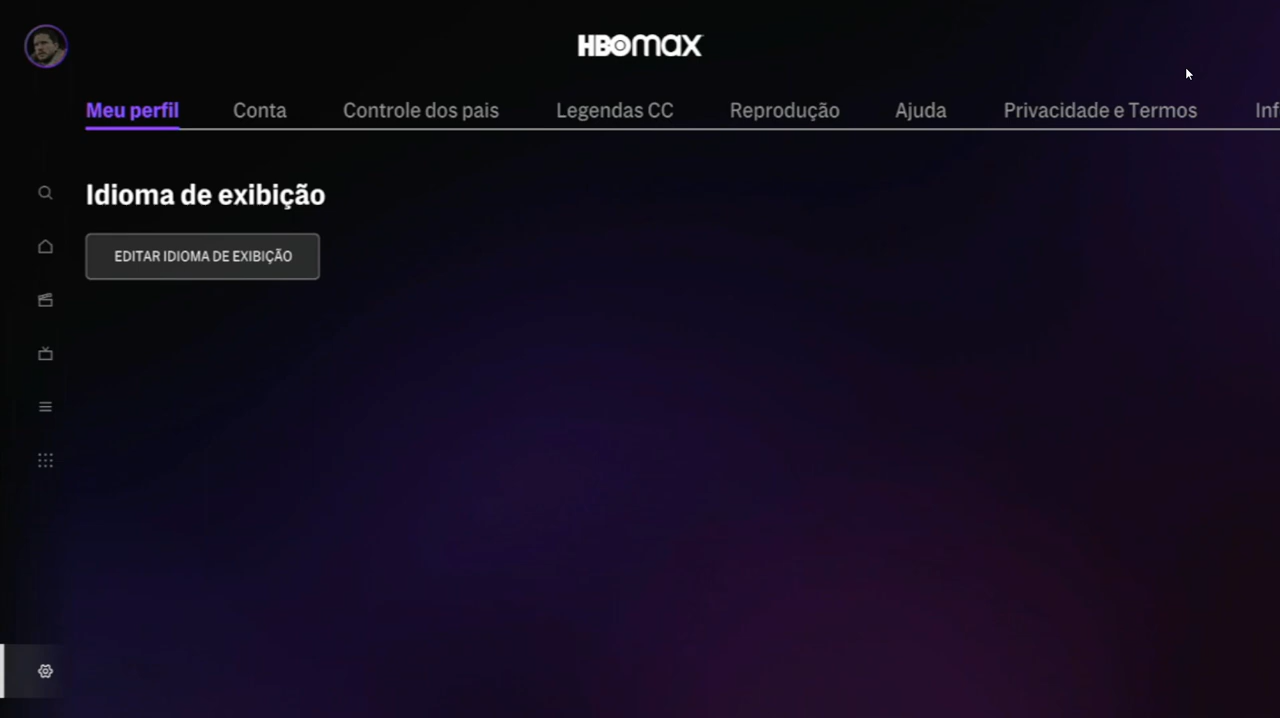 HBOMAX
Meu perfil Conta Controle dos pais Legendas CC Reprodução Ajuda Privacidade e Termos Inf
Idioma de exibição
EDITAR IDIOMA DE EXIBIÇÃO